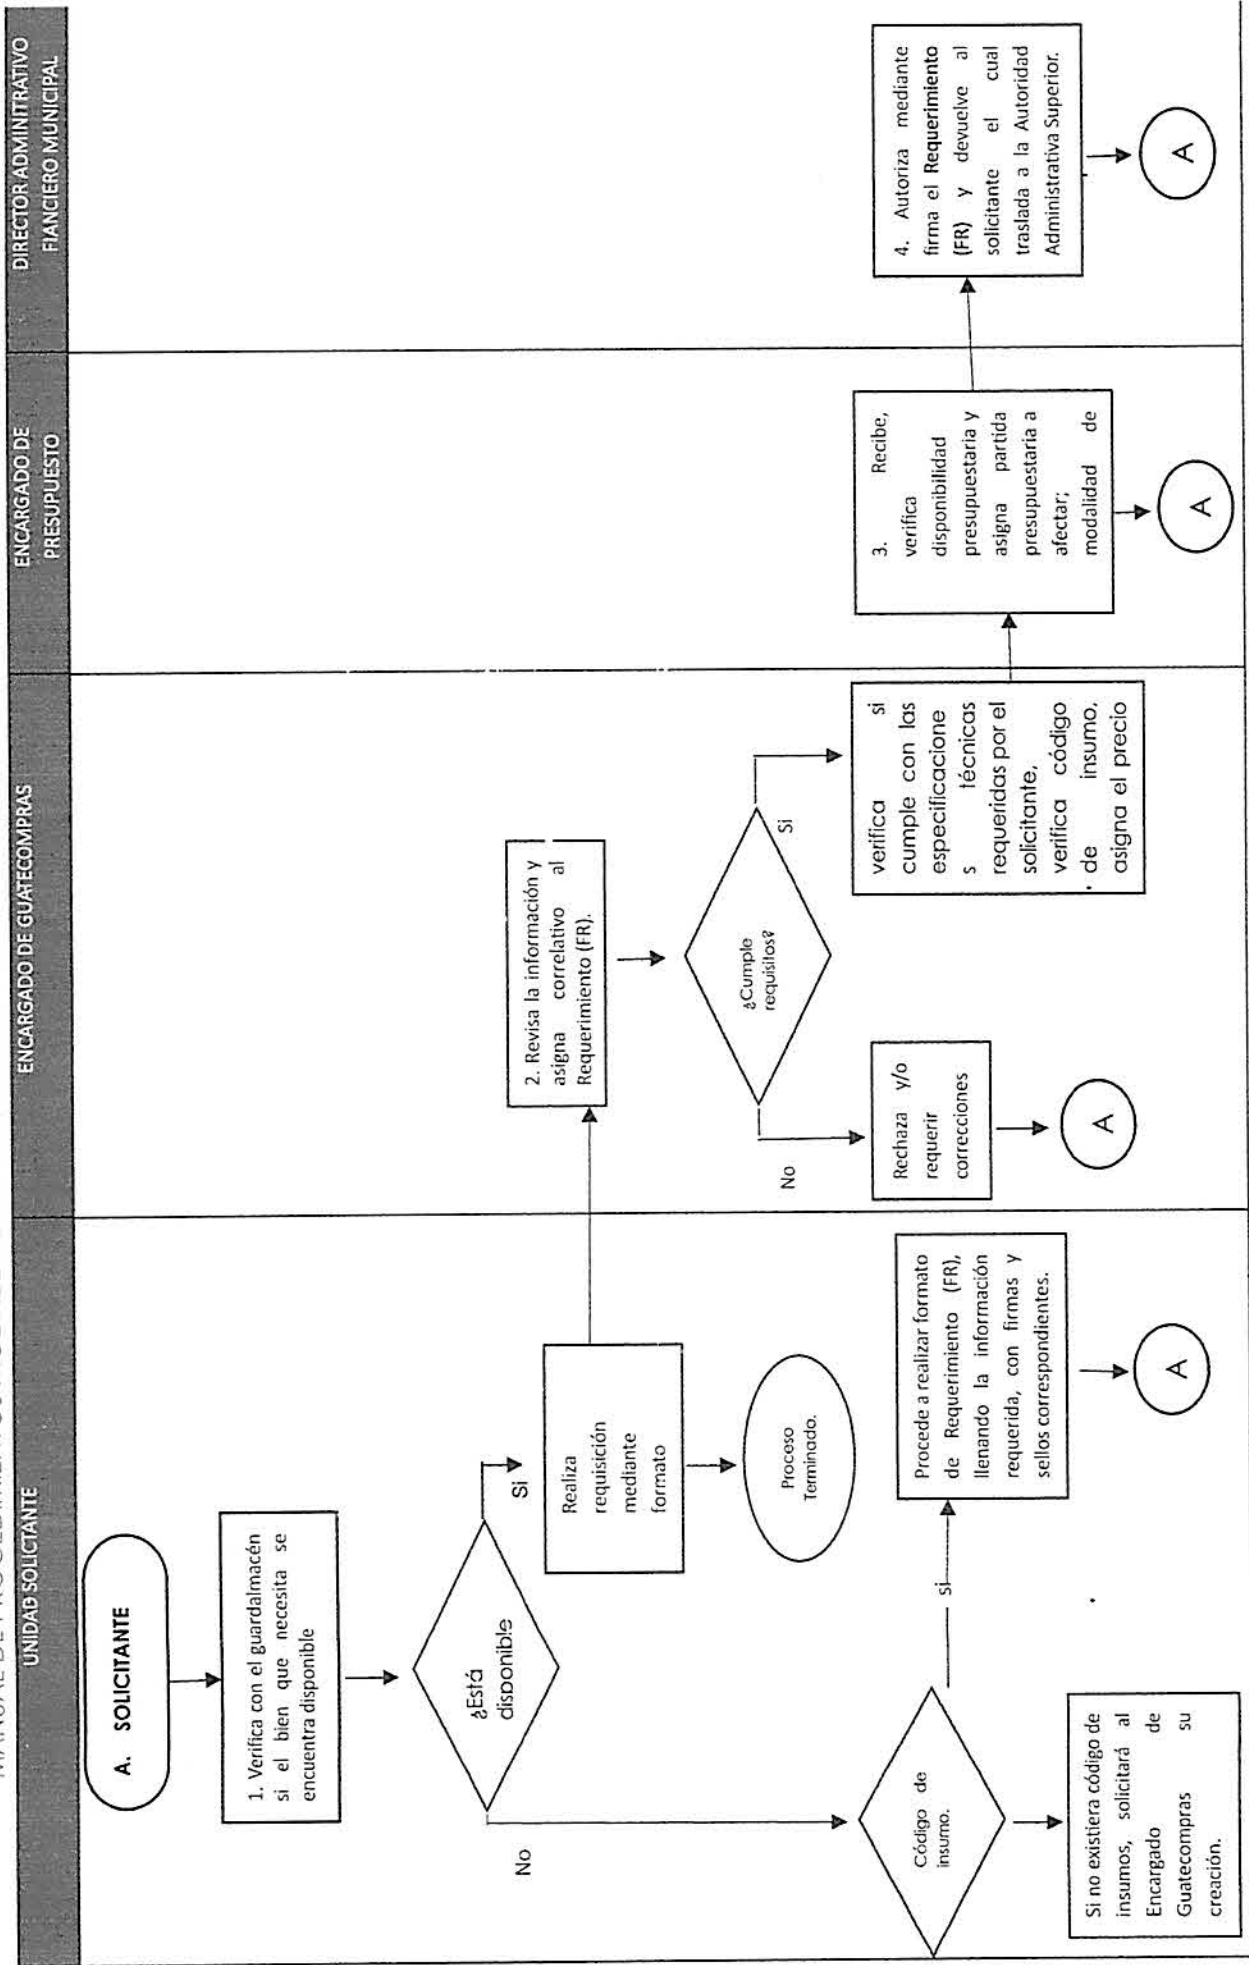 UNIDAD SOLICTANTE
ENCARGADO DE GUATECOMPRAS
ENCARGADO DE
PRESUPUESTO
DIRECTOR ADMINITRATIVO
FIANCIERO MUNICIPAL
A. SOLICITANTE
1. Verifica con el guardalmacén
si el bien que necesita se
encuentra disponible
¿Está
disponible
Si
No
Realiza
requisición
mediante
formato
Proceso
Terminado.
Código de
insumo.
si
Procede a realizar formato
de Requerimiento (FR),
llenando la información
requerida, con firmas y
sellos correspondientes.
A
Si no existiera código de
insumos, solicitará al
Encargado de
Guatecompras su
creación.
2. Revisa la información y
asigna correlativo al
Requerimiento (FR).
¿Cumple
requisitos?
No
Si
Rechaza y/o
requerir
correcciones
A
verifica si
cumple con las
especificacione
s técnicas
requeridas por el
solicitante,
verifica código
de insumo,
asigna el precio
3. Recibe,
verifica
disponibilidad
presupuestaria y
asigna partida
presupuestaria a
afectar;
modalidad de
A
4. Autoriza mediante
firma el Requerimiento
(FR) y devuelve al
solicitante el cual
traslada a la Autoridad
Administrativa Superior.
A